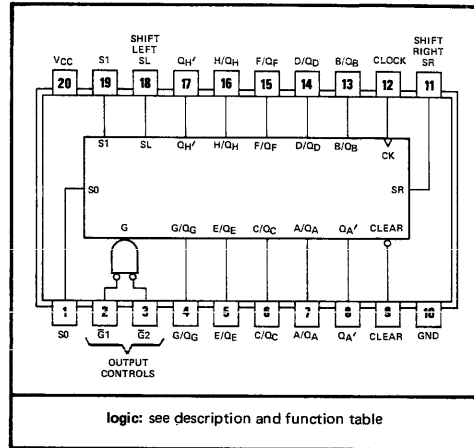 SHIFT SHIFT
LEFT RIGHT
VCC S1 SL QH' H/QH F/QF D/QD B/QB CLOCK SR
20 19 18 17 16 15 14 13 12 11
S1 SL QH' H/QH F/QF D/QD B/QB CK
S0 SR
G G/QG E/QE C/QC A/QA QA' CLEAR
1 2 3 4 5 6 7 8 9 10
S0 G̅1 G̅2 G/QG E/QE C/QC A/QA QA' CLEAR GND
OUTPUT
CONTROLS
logic: see description and function table